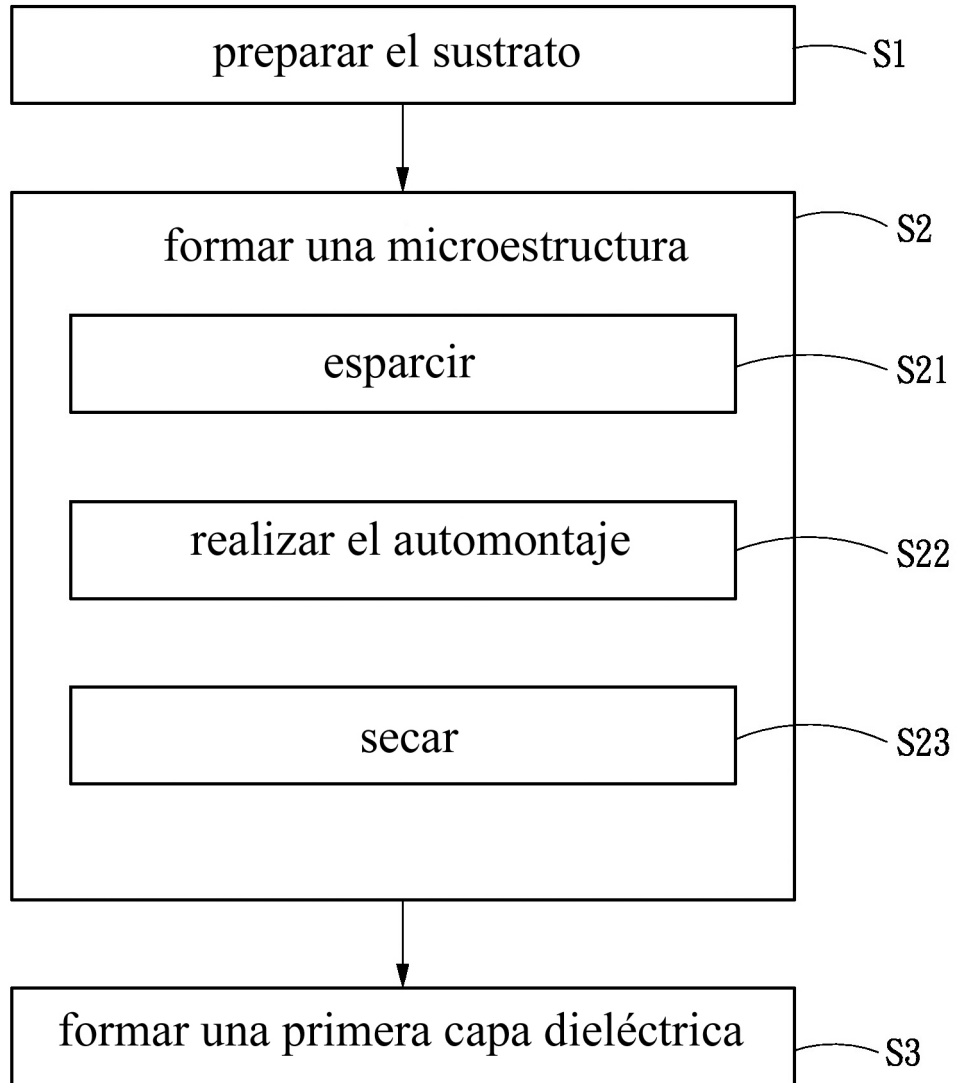 preparar el sustrato
S1
formar una microestructura
S2
esparcir
S21
realizar el automontaje
S22
secar
S23
formar una primera capa dieléctrica
S3